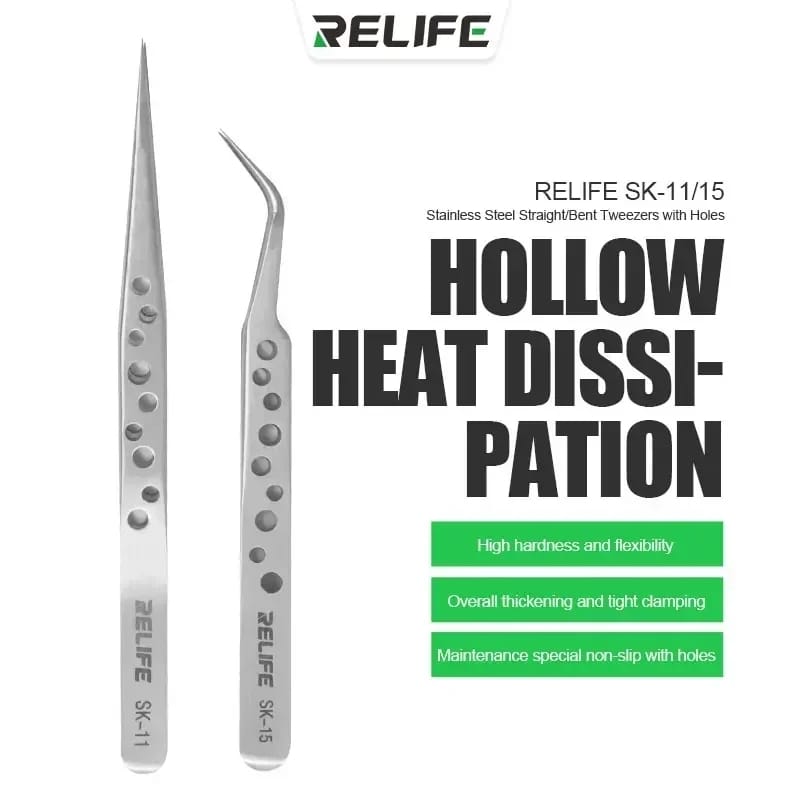 RELIFE
RELIFE SK-11/15
Stainless Steel Straight/Bent Tweezers with Holes
HOLLOW
HEAT DISSI-
PATION
High hardness and flexibility
Overall thickening and tight clamping
Maintenance special non-slip with holes
RELIFE SK-11
RELIFE SK-15